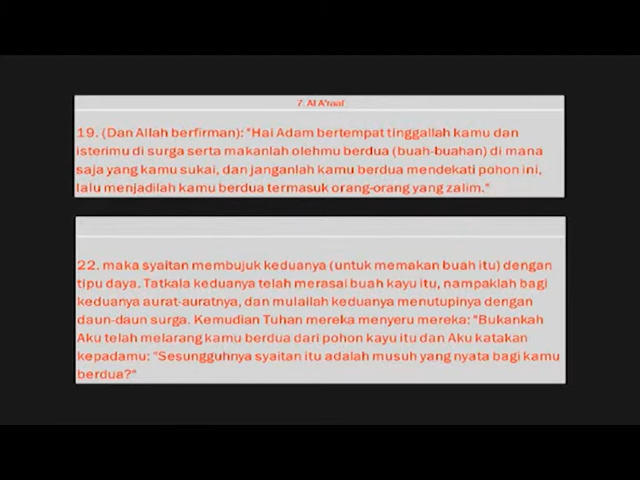 7. Al A'raaf
19. (Dan Allah berfirman): "Hai Adam bertempat tinggallah kamu dan
isterimu di surga serta makanlah olehmu berdua (buah-buahan) di mana
saja yang kamu sukai, dan janganlah kamu berdua mendekati pohon ini,
lalu menjadilah kamu berdua termasuk orang-orang yang zalim."
22. maka syaitan membujuk keduanya (untuk memakan buah itu) dengan
tipu daya. Tatkala keduanya telah merasai buah kayu itu, nampaklah bagi
keduanya aurat-auratnya, dan mulailah keduanya menutupinya dengan
daun-daun surga. Kemudian Tuhan mereka menyeru mereka: "Bukankah
Aku telah melarang kamu berdua dari pohon kayu itu dan Aku katakan
kepadamu: "Sesungguhnya syaitan itu adalah musuh yang nyata bagi kamu
berdua?"